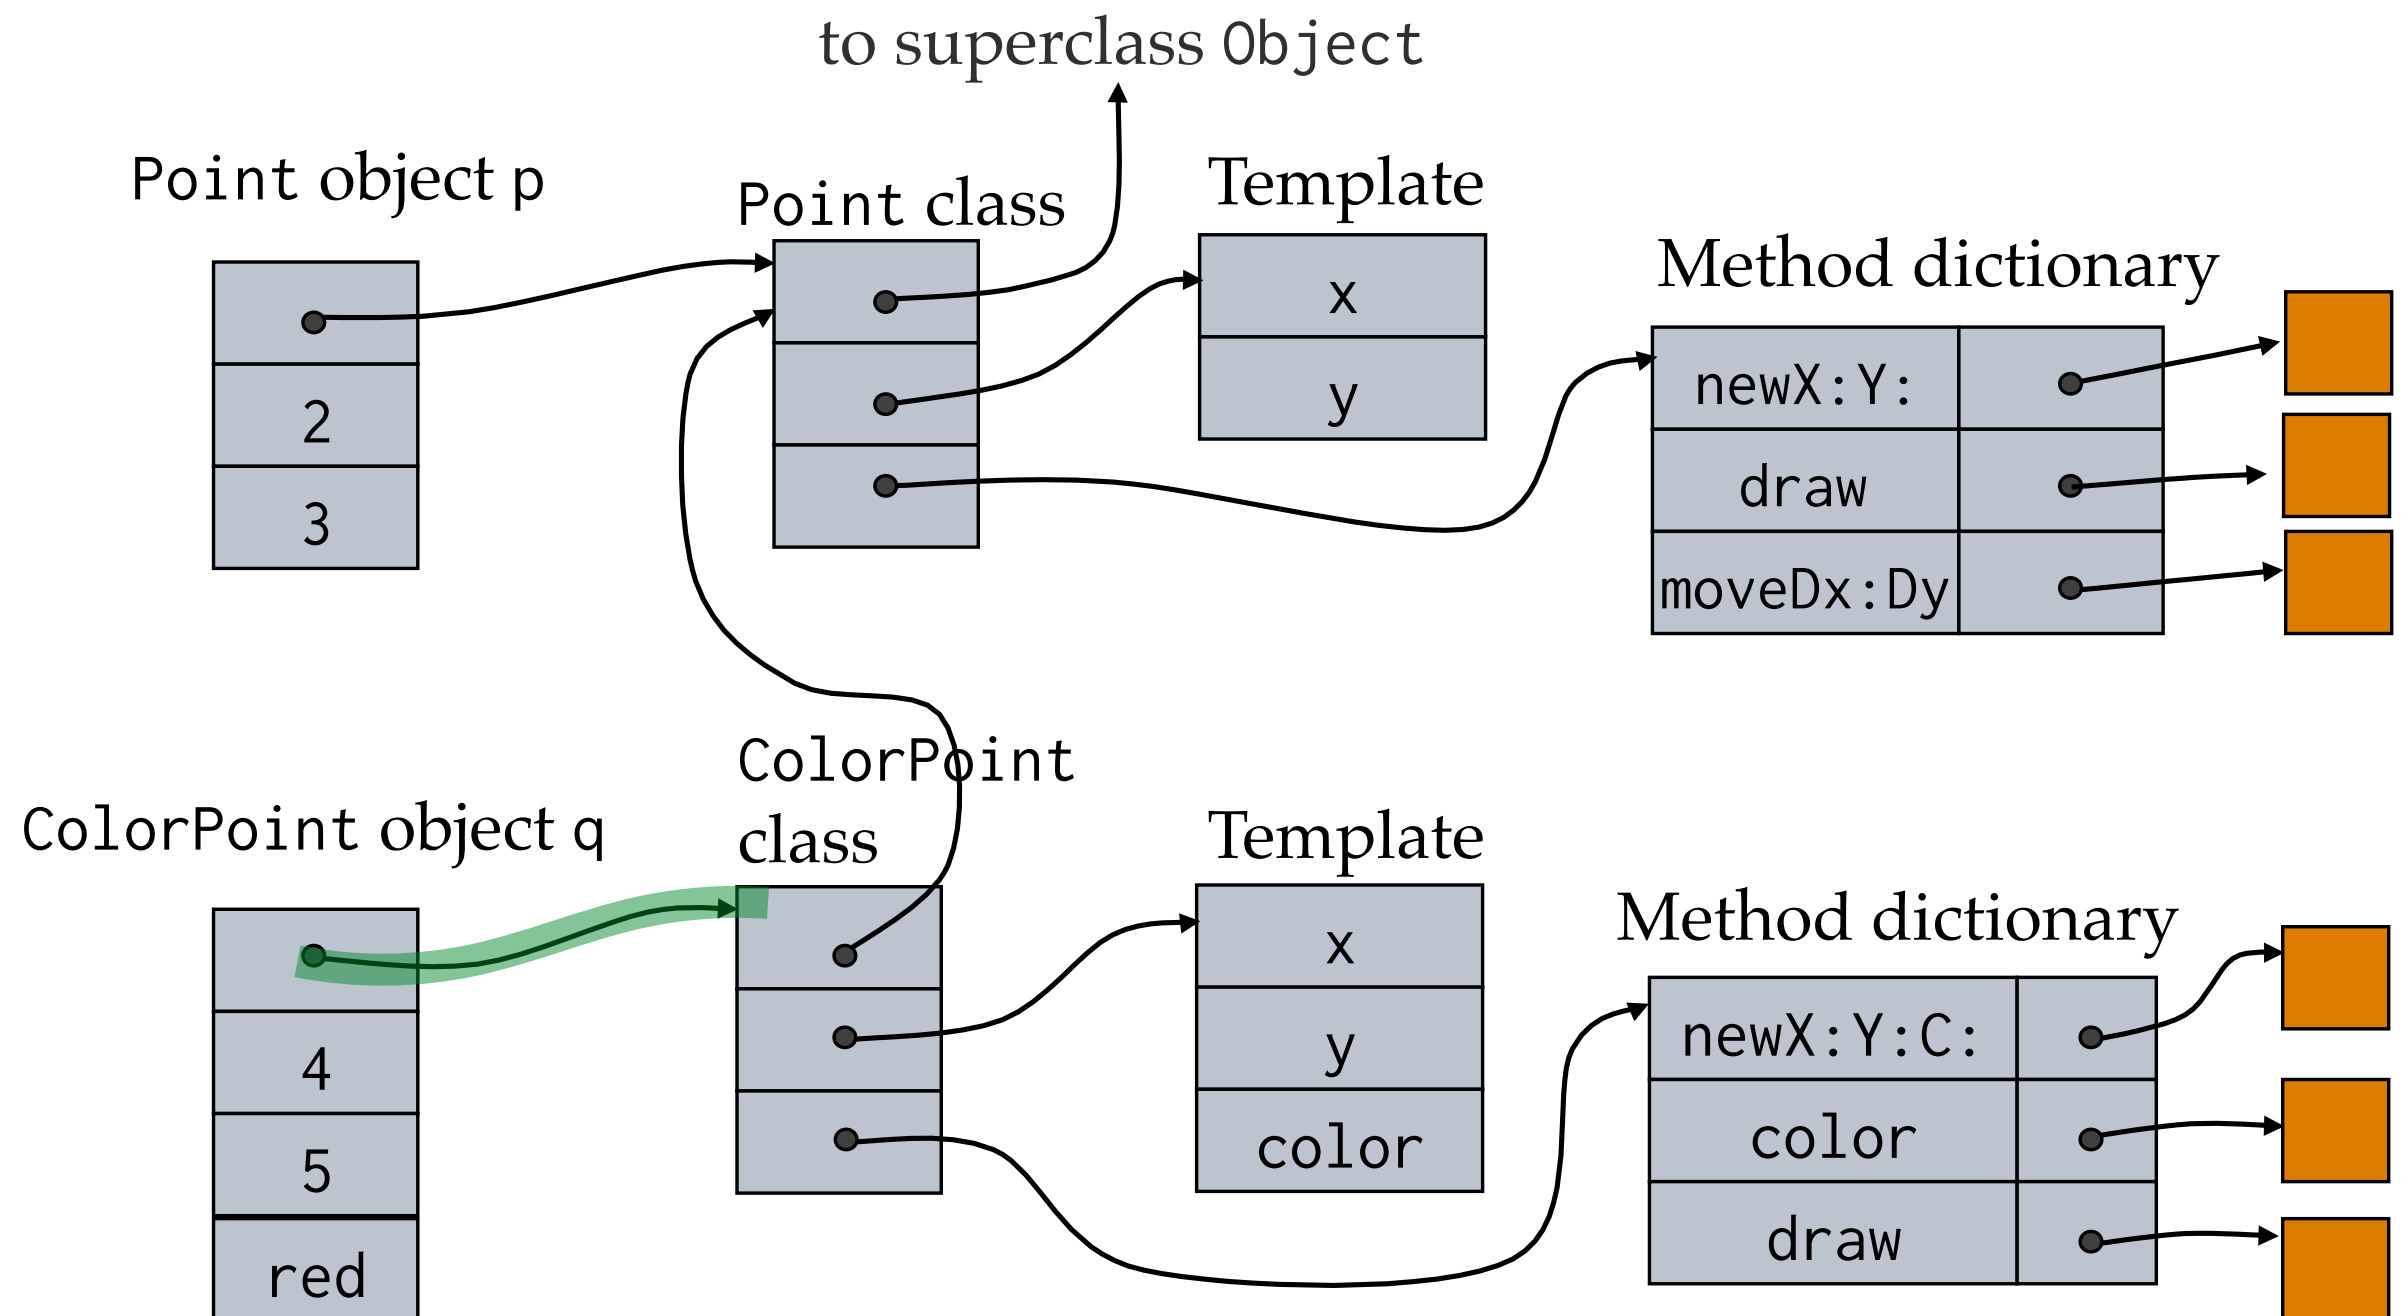 to superclass Object
Point object p
2
3
Point class
Template
x
y
Method dictionary
newX:Y:
draw
moveDx:Dy
ColorPoint object q
4
5
red
ColorPoint
class
Template
x
y
color
Method dictionary
newX:Y:C:
color
draw